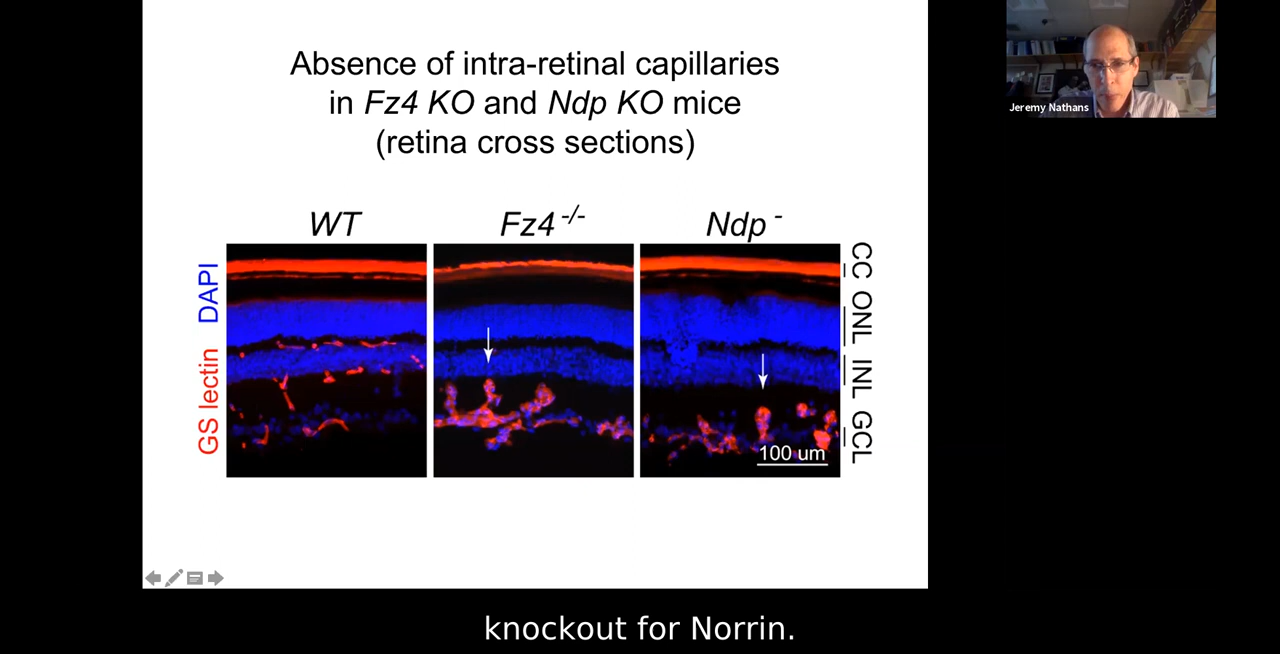 Absence of intra-retinal capillaries
in Fz4 KO and Ndp KO mice
(retina cross sections)
WT
Fz4 -/-
Ndp -
GS lectin DAPI
CC ONL INL GCL
100 um
Jeremy Nathans
knockout for Norrin.